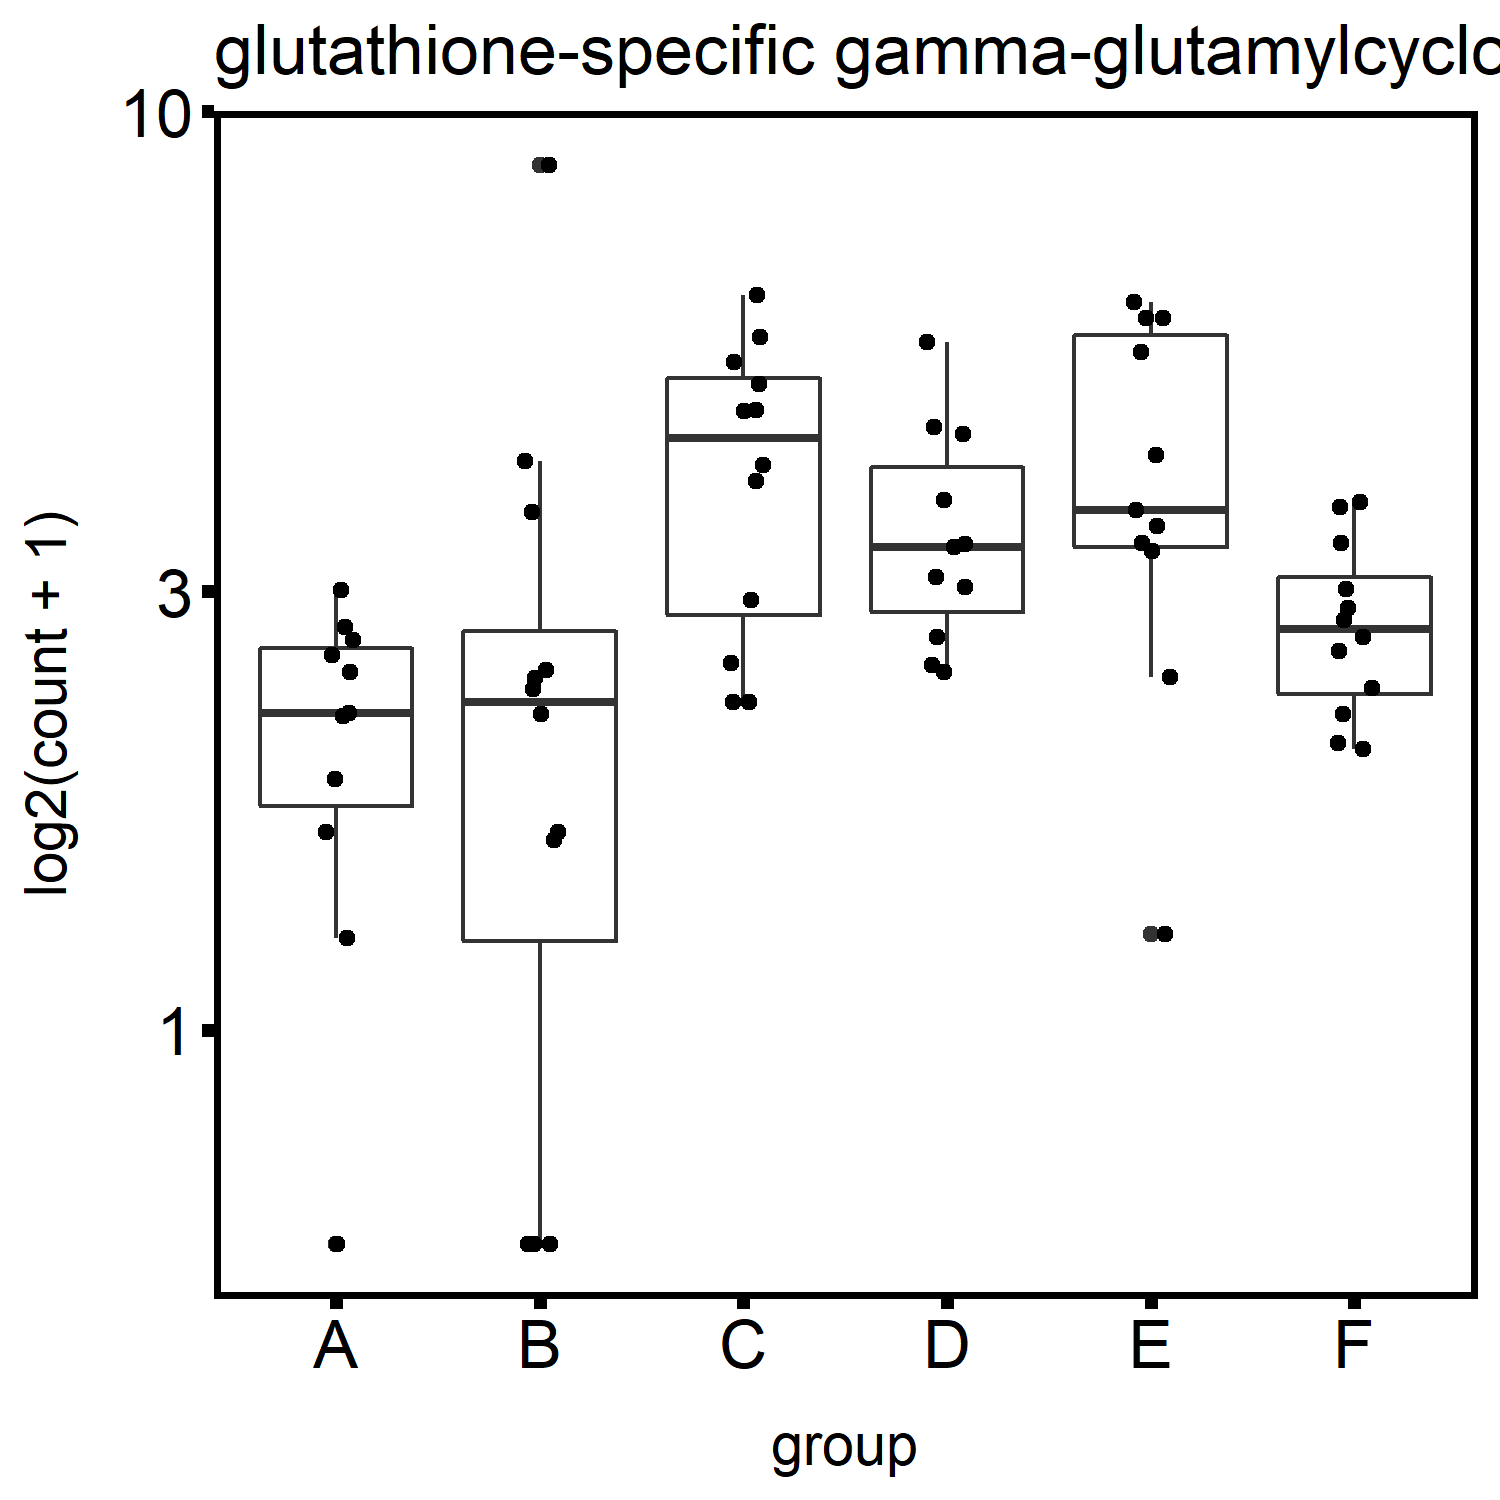 glutathione-specific gamma-glutamylcyclo
10
3
1
log2(count + 1)
A B C D E F
group